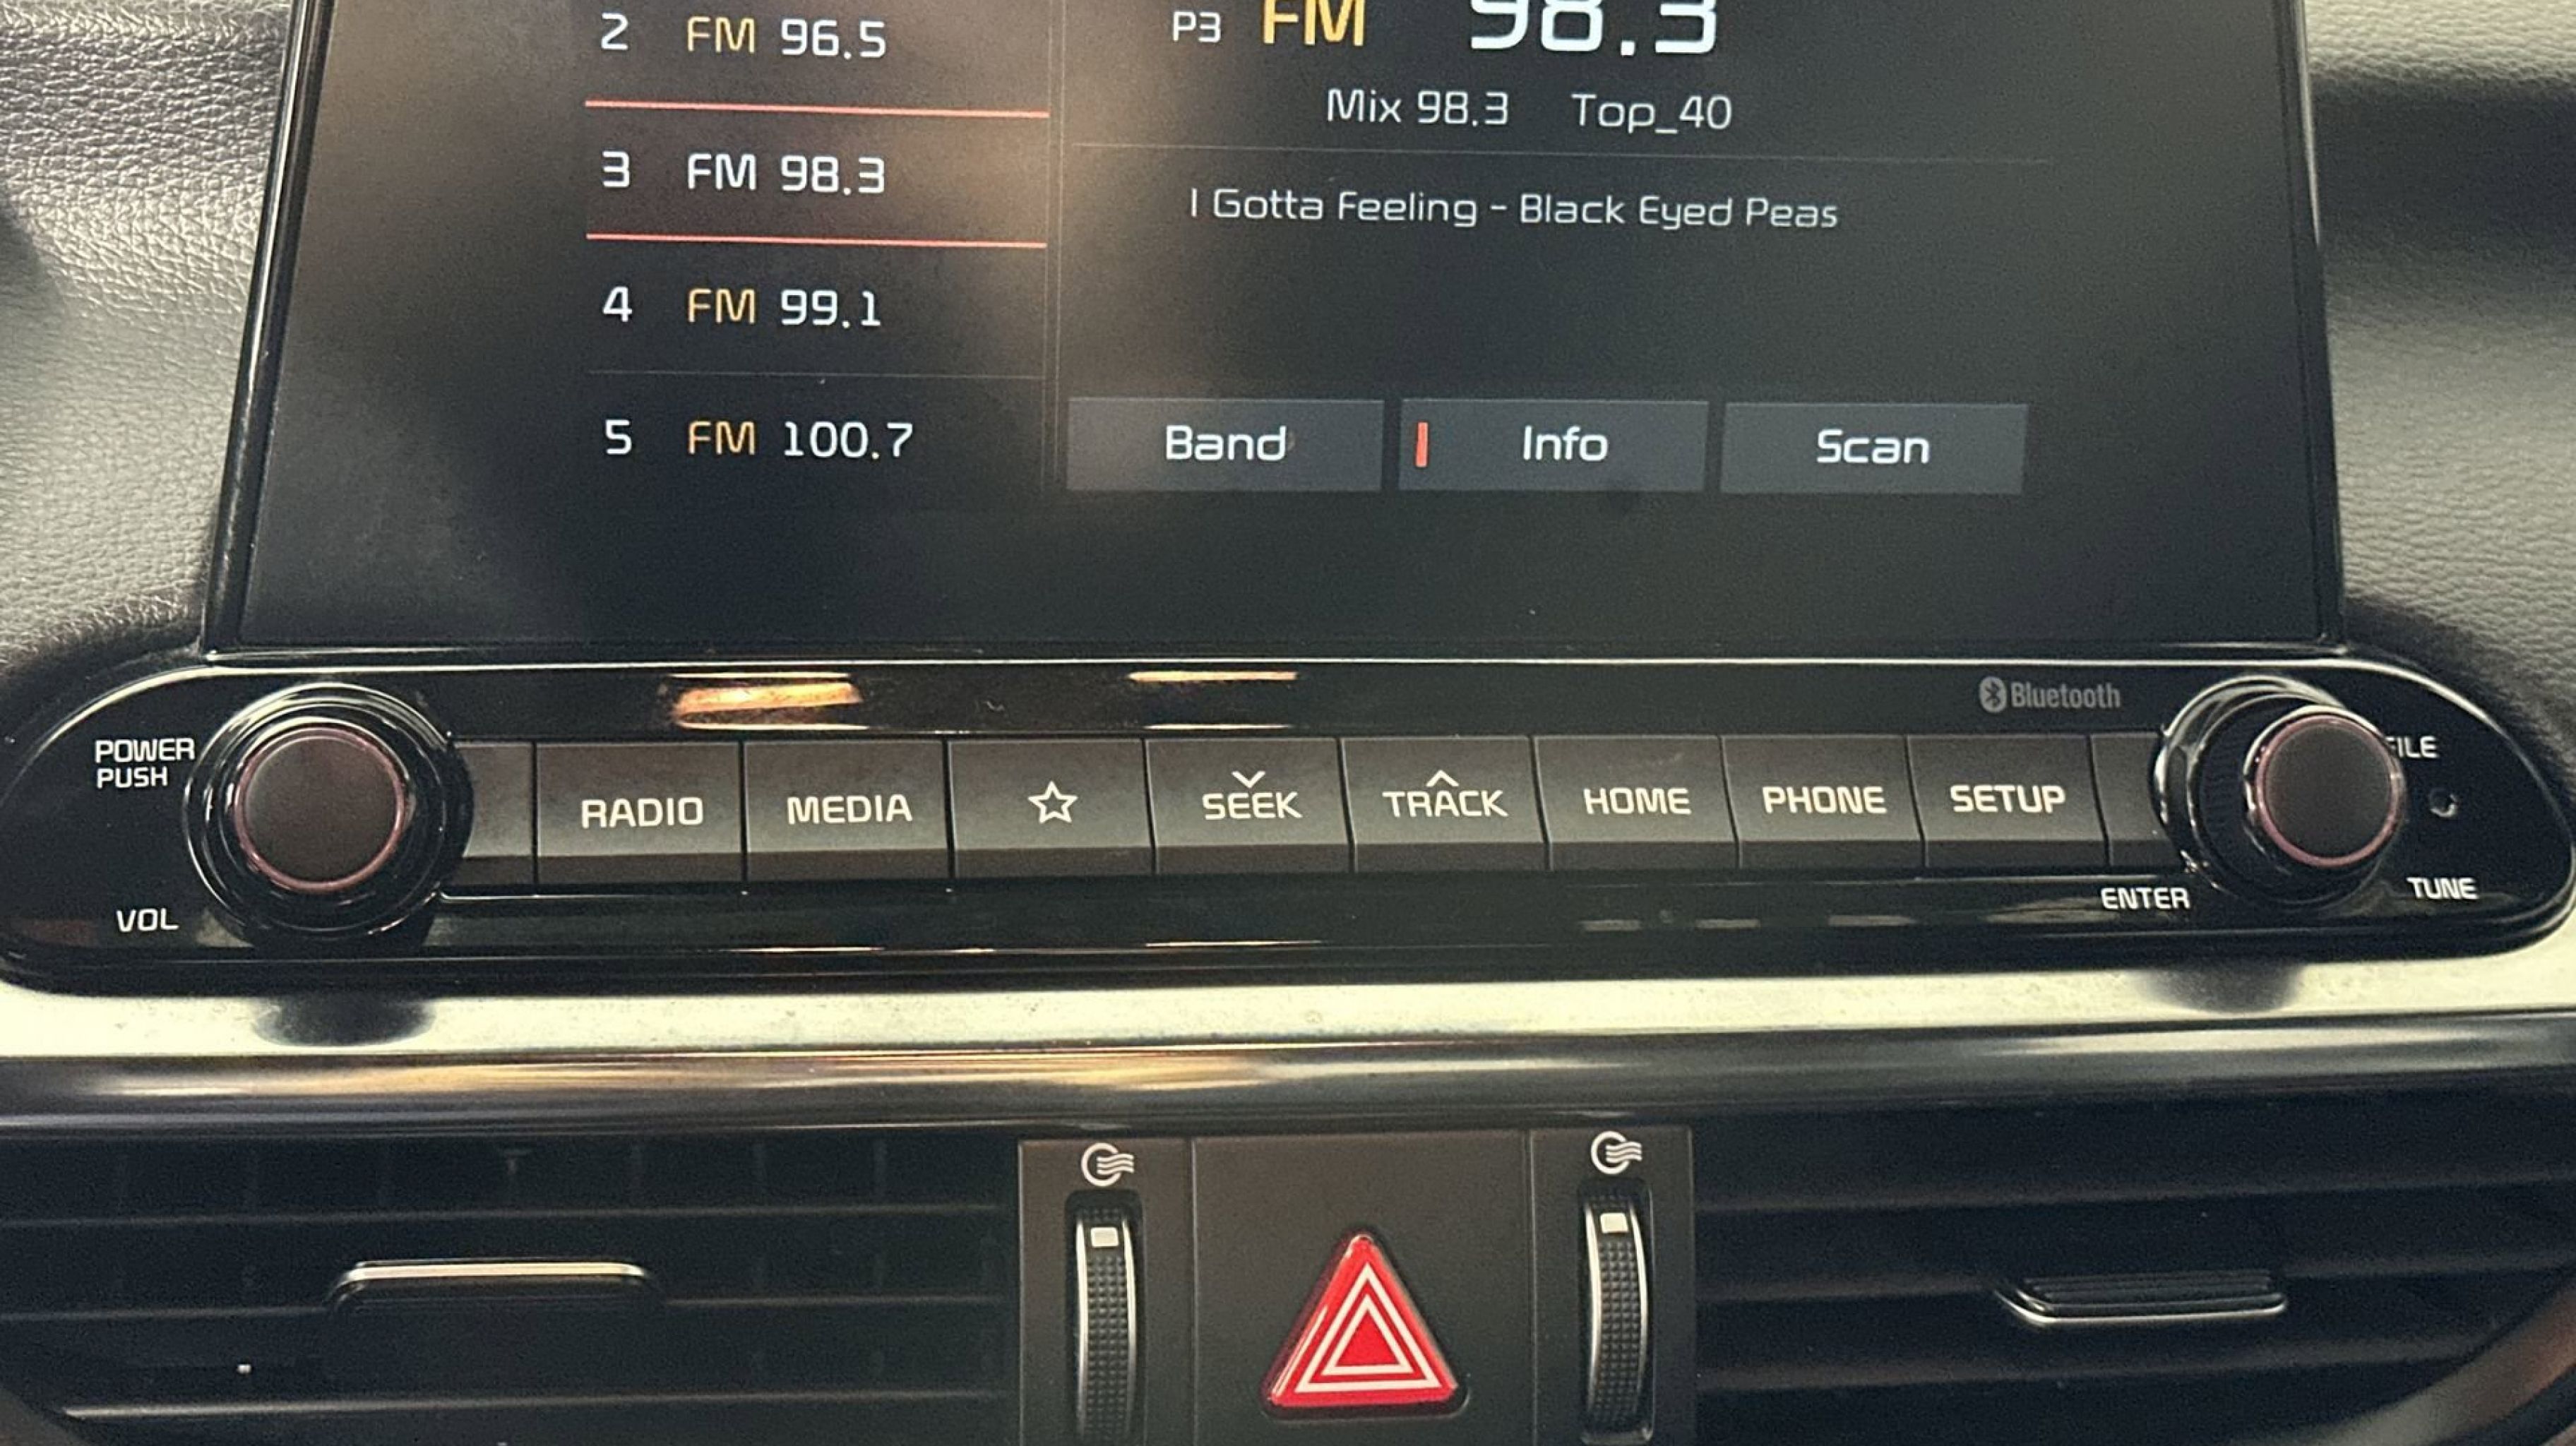 2 FM 96.5
3 FM 98.3
4 FM 99.1
5 FM 100.7
P3 FM 98.3
Mix 98.3 Top_40
I Gotta Feeling - Black Eyed Peas
Band Info Scan
Bluetooth
POWER
PUSH
VOL
RADIO MEDIA SEEK TRACK HOME PHONE SETUP
ENTER
TUNE